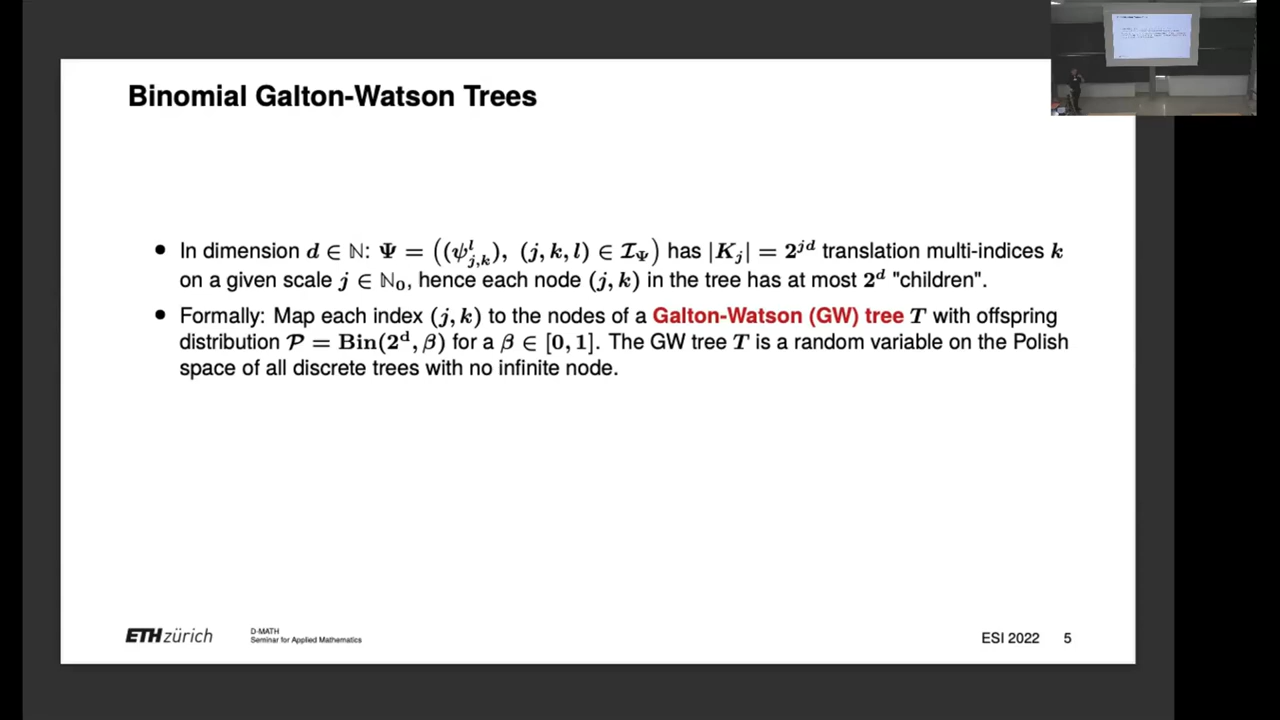 Binomial Galton-Watson Trees
• In dimension d ∈ ℕ: Ψ = ((ψ^l_{j,k}), (j, k, l) ∈ 𝓘_Ψ) has |K_j| = 2^{jd} translation multi-indices k
on a given scale j ∈ ℕ₀, hence each node (j, k) in the tree has at most 2^d "children".
• Formally: Map each index (j, k) to the nodes of a Galton-Watson (GW) tree T with offspring
distribution 𝓟 = Bin(2^d, β) for a β ∈ [0, 1]. The GW tree T is a random variable on the Polish
space of all discrete trees with no infinite node.
ETH zürich
D-MATH
Seminar for Applied Mathematics
ESI 2022 5